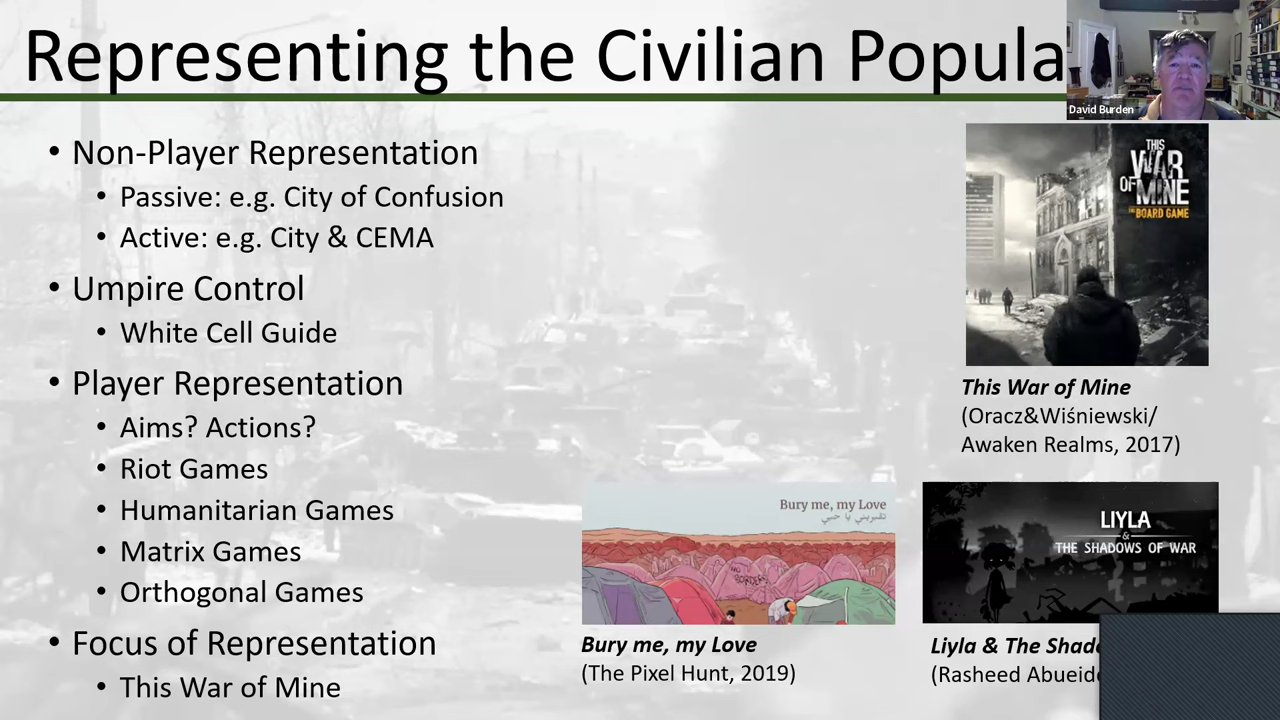 Representing the Civilian Popula
David Burden
• Non-Player Representation
• Passive: e.g. City of Confusion
• Active: e.g. City & CEMA
• Umpire Control
• White Cell Guide
• Player Representation
• Aims? Actions?
• Riot Games
• Humanitarian Games
• Matrix Games
• Orthogonal Games
• Focus of Representation
• This War of Mine
THIS
WAR
OF MINE
THE BOARD GAME
This War of Mine
(Oracz&Wiśniewski/
Awaken Realms, 2017)
Bury me, my Love
تقبريني يا حبيبي
NO
BORDERS
Bury me, my Love
(The Pixel Hunt, 2019)
LIYLA
&
THE SHADOWS OF WAR
Liyla & The Shad
(Rasheed Abueid